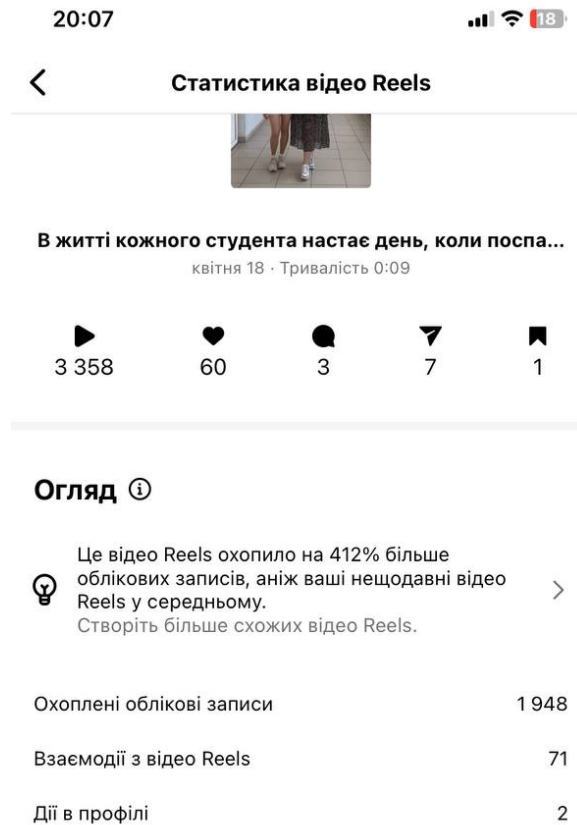 20:07
18
Статистика відео Reels
В житті кожного студента настає день, коли поспа...
квітня 18 · Тривалість 0:09
3 358 60 3 7 1
Огляд
Це відео Reels охопило на 412% більше
облікових записів, аніж ваші нещодавні відео
Reels у середньому.
Створіть більше схожих відео Reels.
Охоплені облікові записи 1 948
Взаємодії з відео Reels 71
Дії в профілі 2